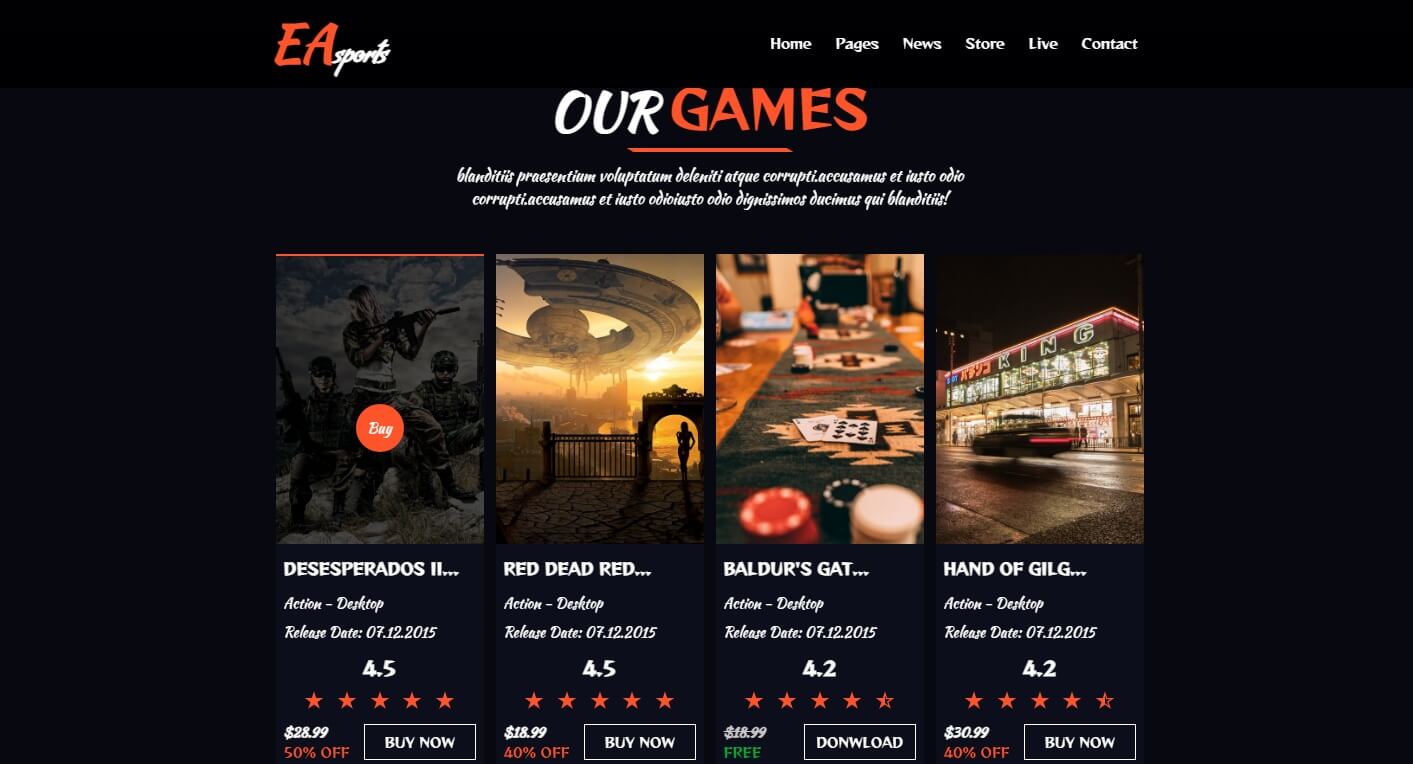 EA sports
Home Pages News Store Live Contact
OUR GAMES
blanditiis praesentium voluptatum deleniti atque corrupti.accusamus et iusto odio
corrupti.accusamus et iusto odioiusto odio dignissimos ducimus qui blanditiis!
Buy
KING
パチンコ
DESESPERADOS II...
Action - Desktop
Release Date: 07.12.2015
4.5
$28.99
50% OFF
BUY NOW
RED DEAD RED...
Action - Desktop
Release Date: 07.12.2015
4.5
$18.99
40% OFF
BUY NOW
BALDUR'S GAT...
Action - Desktop
Release Date: 07.12.2015
4.2
$18.99
FREE
DONWLOAD
HAND OF GILG...
Action - Desktop
Release Date: 07.12.2015
4.2
$30.99
40% OFF
BUY NOW